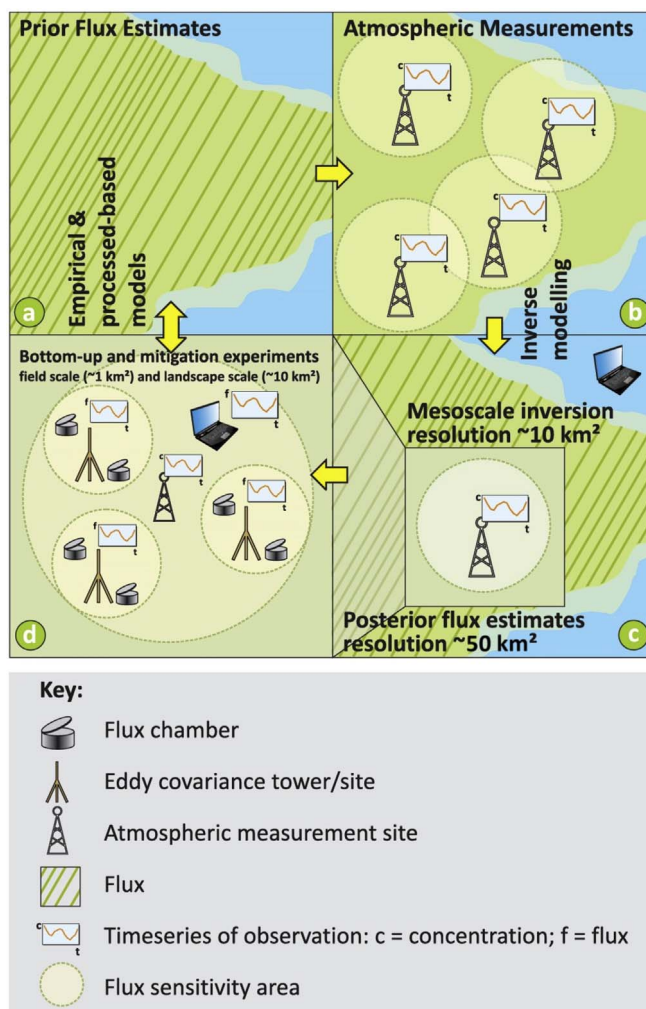 Prior Flux Estimates
Empirical &
processed-based
models
a
Atmospheric Measurements
c
t
c
t
c
t
c
t
Inverse
modelling
b
Bottom-up and mitigation experiments
field scale (~1 km²) and landscape scale (~10 km²)
f
t
f
t
c
t
f
t
f
t
d
Mesoscale inversion
resolution ~10 km²
c
t
Posterior flux estimates
resolution ~50 km²
c
Key:
Flux chamber
Eddy covariance tower/site
Atmospheric measurement site
Flux
c
t
Timeseries of observation: c = concentration; f = flux
Flux sensitivity area